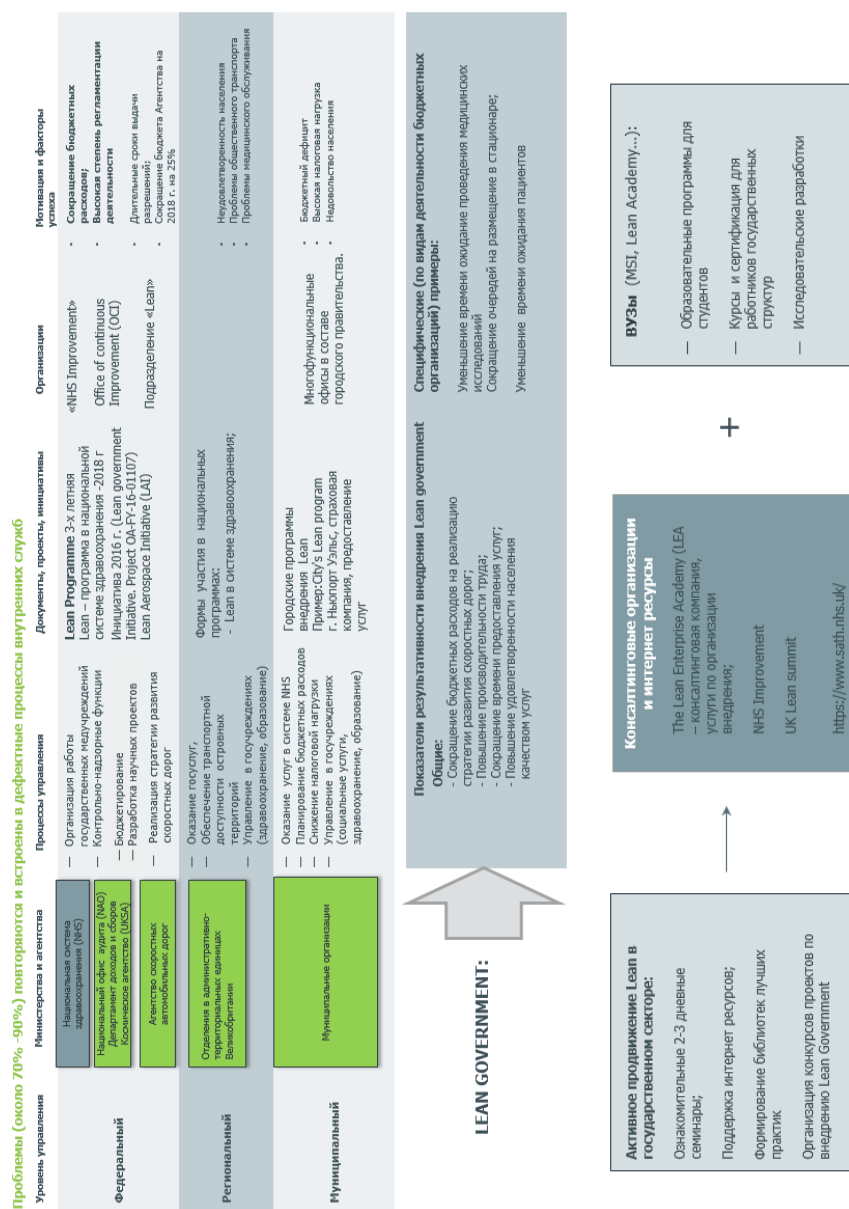 Проблемы (около 70% -90%) повторяются и встроены в дефектные процессы внутренних служб
Уровень управления
Министерства и агентства
Процессы управления
Документы, проекты, инициативы
Организации
Мотивация и факторы
успеха
Федеральный
Национальная система
здравоохранения (NHS)
Национальный офис аудита (NAO)
Департамент доходов и сборов
Космическое агентство (UKSA)
Агентство скоростных
автомобильных дорог
— Организация работы
государственных медучреждений
— Контрольно-надзорные функции
— Бюджетирование
— Разработка научных проектов
— Реализация стратегии развития
скоростных дорог
Lean Programme 3-х летняя
Lean – программа в национальной
системе здравоохранения -2018 г
Инициатива 2016 г. (Lean government
Initiative. Project OA-FY-16-01107)
Lean Aerospace Initiative (LAI)
«NHS Improvement»
Office of continuous
Improvement (OCI)
Подразделение «Lean»
• Сокращение бюджетных
расходов;
• Высокая степень регламентации
деятельности
• Длительные сроки выдачи
разрешений;
• Сокращение бюджета Агентства на
2018 г. на 25%
Региональный
Отделения в административно-
территориальных единицах
Великобритании
— Оказание госуслуг,
— Обеспечение транспортной
доступности островных
территорий
— Управление в госучреждениях
(здравоохранение, образование)
Формы участия в национальных
программах:
- Lean в системе здравоохранения;
• Неудовлетворенность населения
• Проблемы общественного транспорта
• Проблемы медицинского обслуживания
Муниципальный
Муниципальные организации
— Оказание услуг в системе NHS
— Планирование бюджетных расходов
— Снижение налоговой нагрузки
— Управление в госучреждениях
(социальные услуги,
здравоохранение, образование)
Городские программы
внедрения Lean
Пример:City's Lean program
г. Ньюпорт Уэльс, страховая
компания, предоставление
услуг
Многофункциональные
офисы в составе
городского правительства.
• Бюджетный дефицит
• Высокая налоговая нагрузка
• Недовольство населения
LEAN GOVERNMENT:
Показатели результативности внедрения Lean government
Общие:
- Сокращение бюджетных расходов на реализацию
стратегии развития скоростных дорог;
- Повышение производительности труда;
- Сокращение времени предоставления услуг;
- Повышение удовлетворенности населения
качеством услуг
Специфические (по видам деятельности бюджетных
организаций) примеры:
Уменьшение времени ожидание проведения медицинских
исследований
Сокращение очередей на размещение в стационаре;
Уменьшение времени ожидания пациентов
Активное продвижение Lean в
государственном секторе:
Ознакомительные 2-3 дневные
семинары;
Поддержка интернет ресурсов;
Формирование библиотек лучших
практик
Организация конкурсов проектов по
внедрению Lean Government
Консалтинговые организации
и интернет ресурсы
The Lean Enterprise Academy (LEA
– консалтинговая компания,
услуги по организации
внедрения;
NHS Improvement
UK Lean summit
https://www.sath.nhs.uk/
+
ВУЗы (MSI, Lean Academy...):
— Образовательные программы для
студентов
— Курсы и сертификация для
работников государственных
структур
— Исследовательские разработки